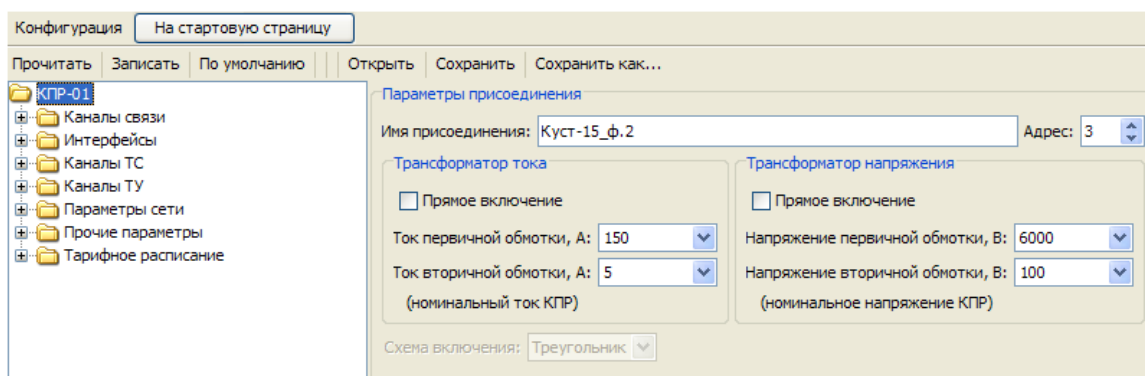 Конфигурация На стартовую страницу
Прочитать Записать По умолчанию Открыть Сохранить Сохранить как...
КПР-01
Каналы связи
Интерфейсы
Каналы ТС
Каналы ТУ
Параметры сети
Прочие параметры
Тарифное расписание
Параметры присоединения
Имя присоединения: Куст-15_ф.2 Адрес: 3
Трансформатор тока
Прямое включение
Ток первичной обмотки, А: 150
Ток вторичной обмотки, А: 5
(номинальный ток КПР)
Трансформатор напряжения
Прямое включение
Напряжение первичной обмотки, В: 6000
Напряжение вторичной обмотки, В: 100
(номинальное напряжение КПР)
Схема включения: Треугольник